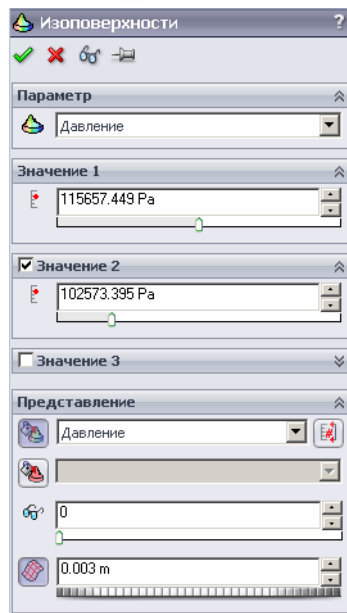 Изоповерхности ?
Параметр
Давление
Значение 1
115657.449 Pa
Значение 2
102573.395 Pa
Значение 3
Представление
Давление
0
0.003 m